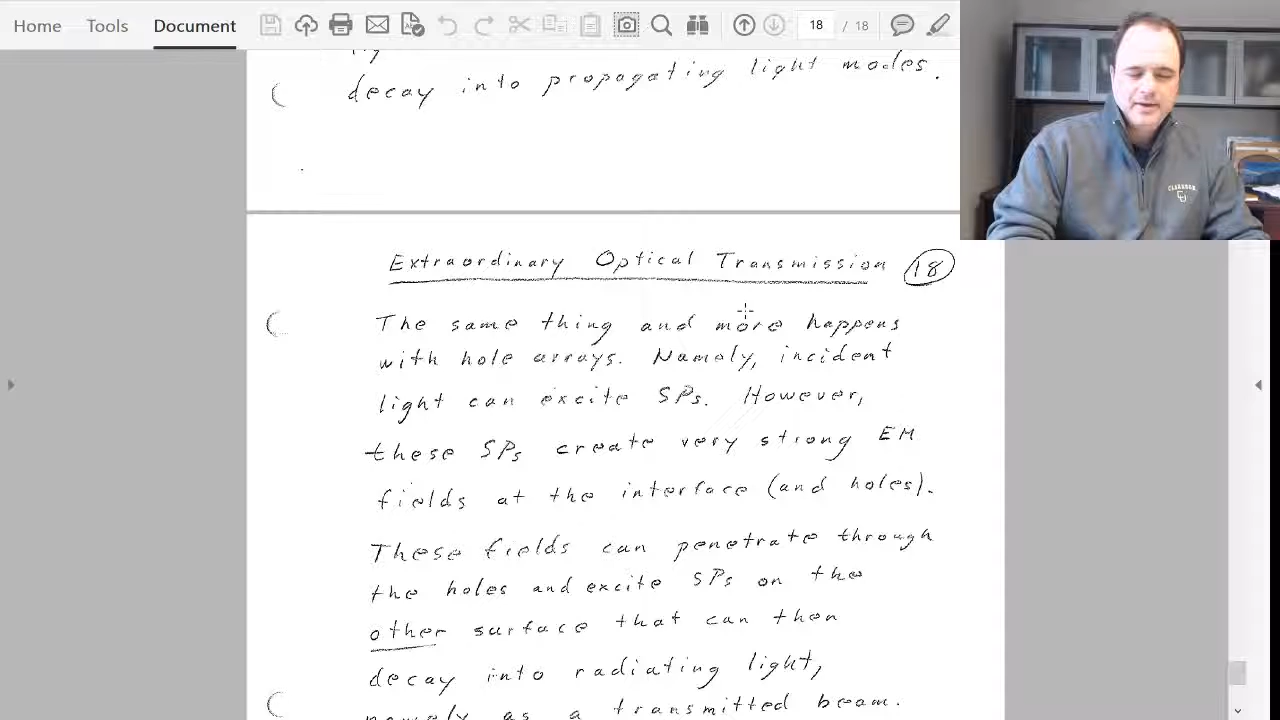 Home Tools Document 18 / 18
decay into propagating light modes.
CLARKSON
Extraordinary Optical Transmission 18
The same thing and more happens
with hole arrays. Namely, incident
light can excite SPs. However,
these SPs create very strong EM
fields at the interface (and holes).
These fields can penetrate through
the holes and excite SPs on the
other surface that can then
decay into radiating light,
namely as a transmitted beam.